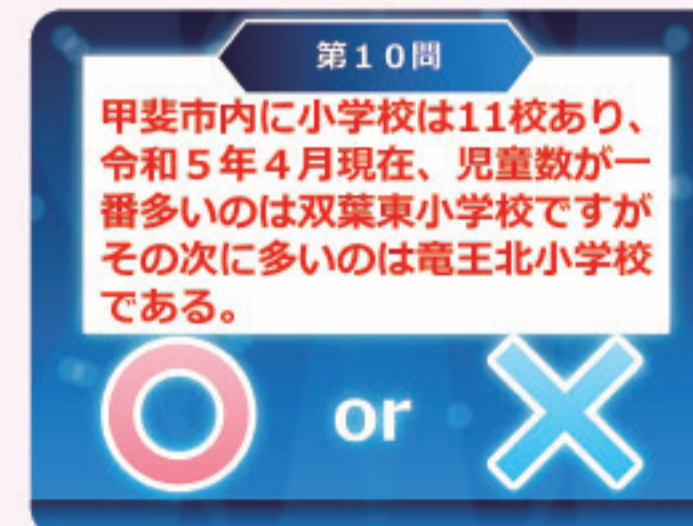 第１０問
甲斐市内に小学校は11校あり、
令和５年４月現在、児童数が一
番多いのは双葉東小学校ですが
その次に多いのは竜王北小学校
である。
or